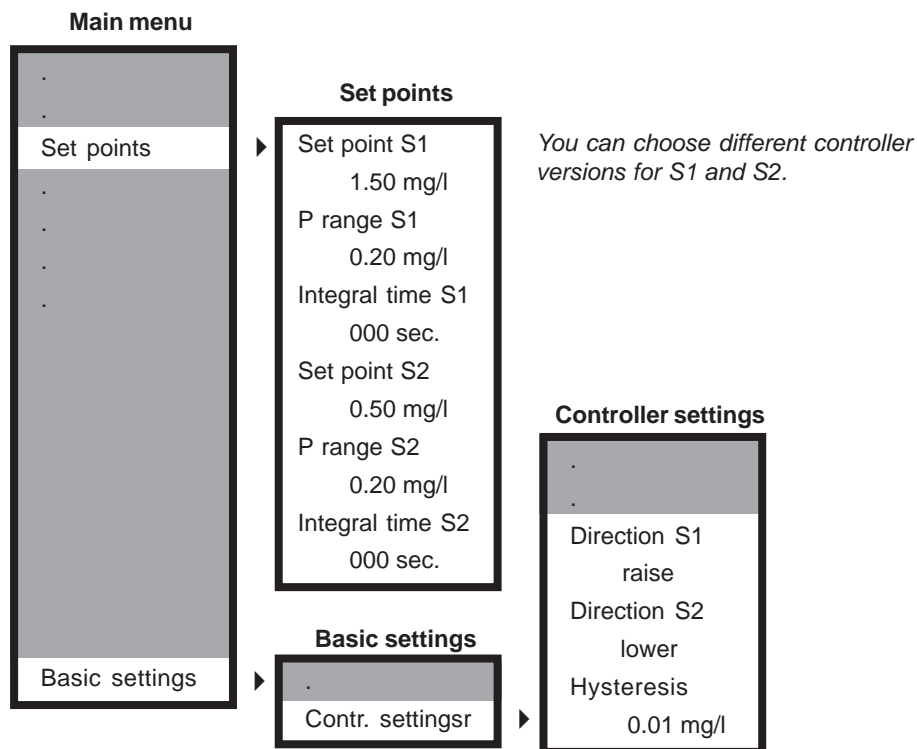 Main menu
.
.
Set points
.
.
.
.
Basic settings
Set points
Set point S1
1.50 mg/l
P range S1
0.20 mg/l
Integral time S1
000 sec.
Set point S2
0.50 mg/l
P range S2
0.20 mg/l
Integral time S2
000 sec.
You can choose different controller
versions for S1 and S2.
Basic settings
.
Contr. settingsr
Controller settings
.
.
Direction S1
raise
Direction S2
lower
Hysteresis
0.01 mg/l